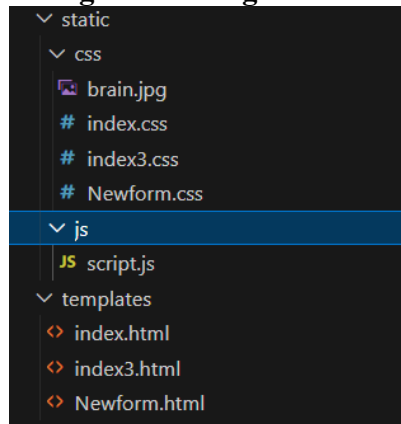 static
css
brain.jpg
# index.css
# index3.css
# Newform.css
js
JS script.js
templates
<> index.html
<> index3.html
<> Newform.html